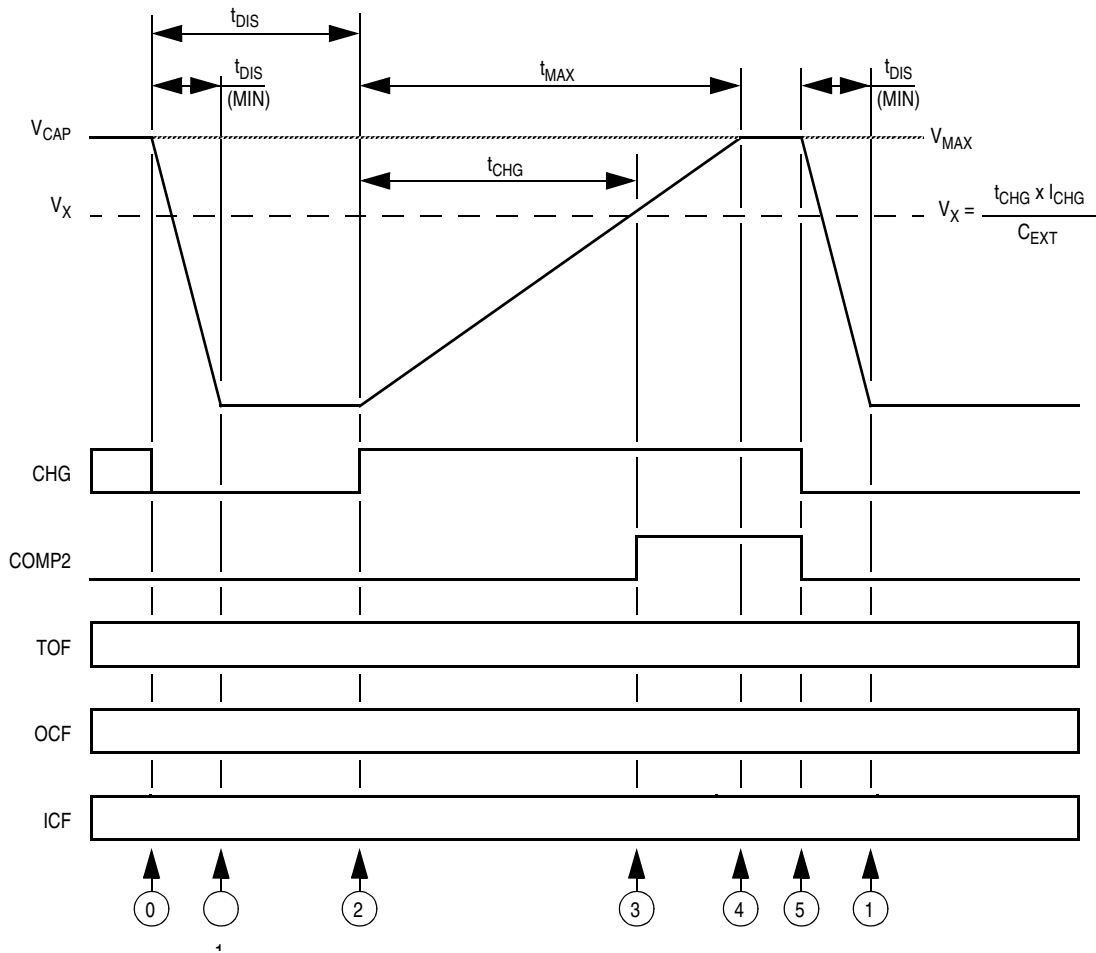 tDIS
tDIS
(MIN)
tMAX
tDIS
(MIN)
VCAP
VMAX
tCHG
VX
VX = tCHG x ICHG
CEXT
CHG
COMP2
TOF
OCF
ICF
0
2
3
4
5
1
1